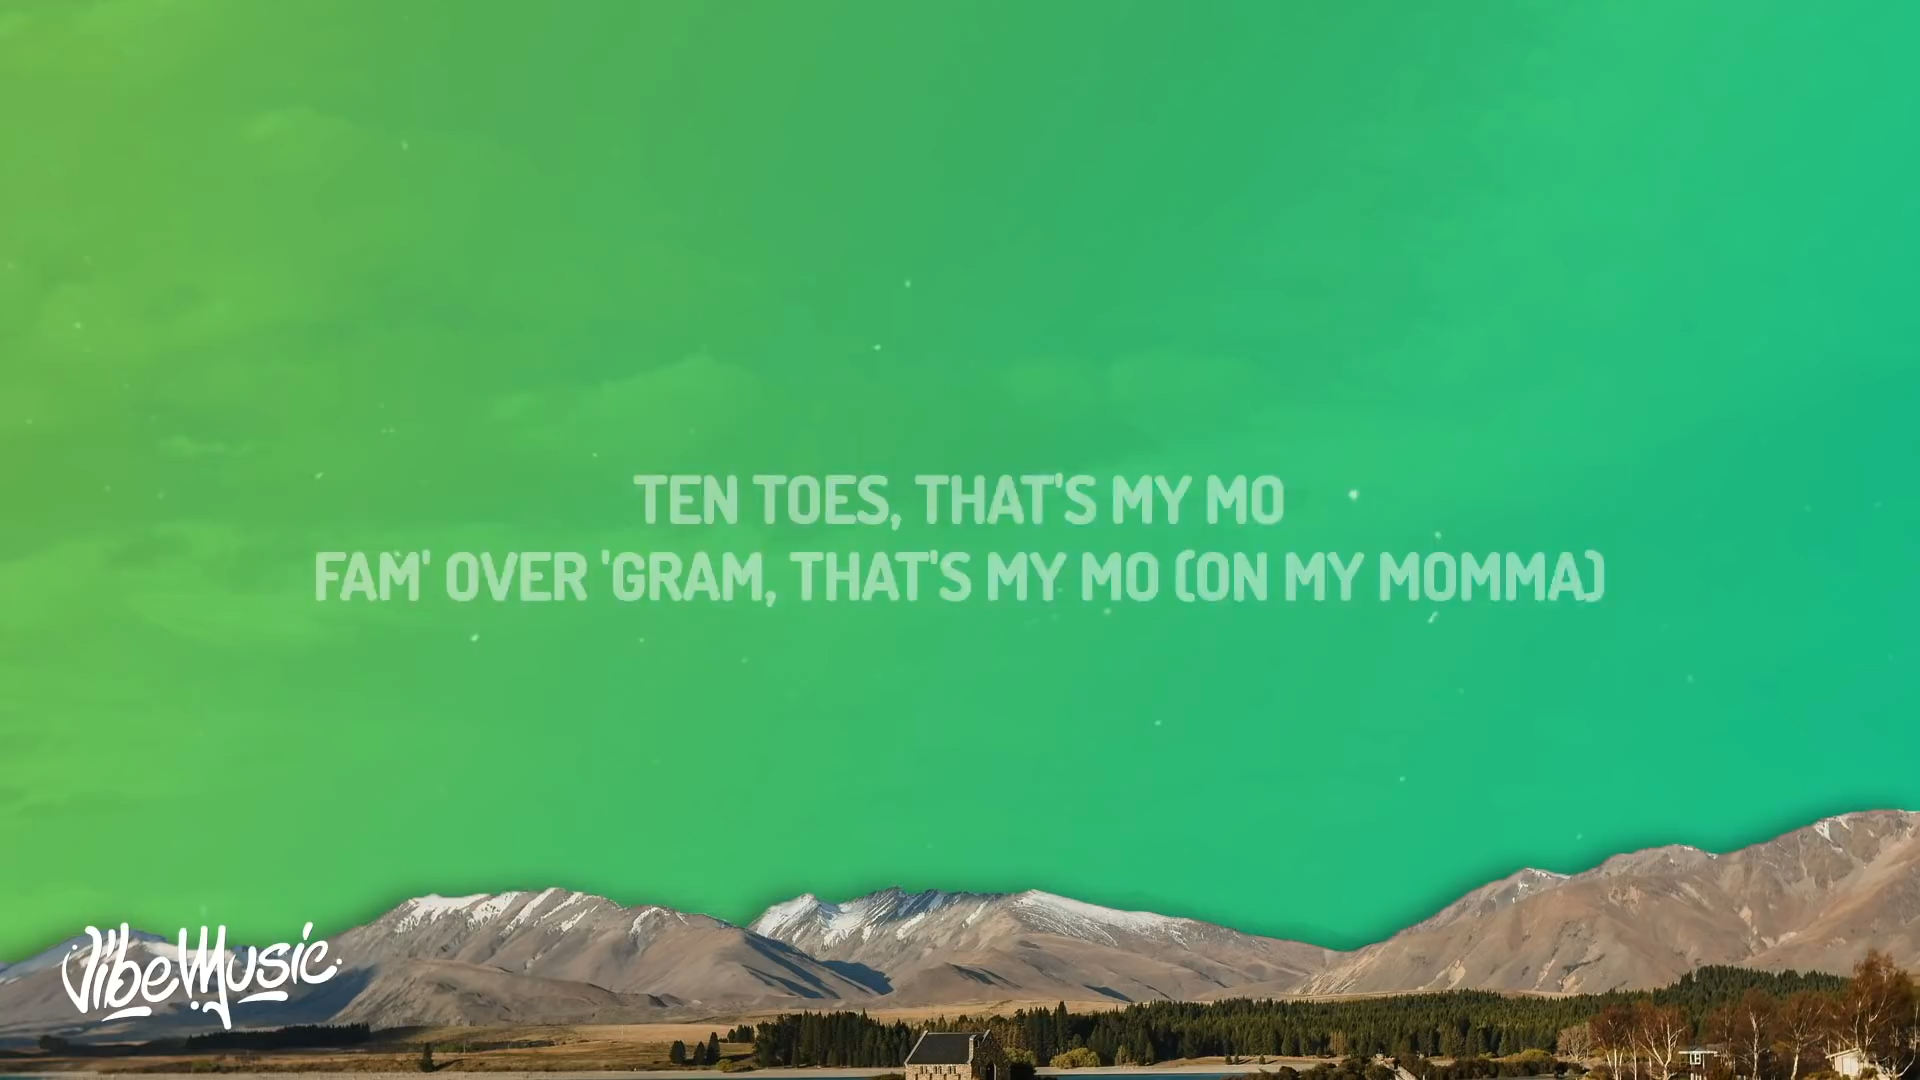 TEN TOES, THAT'S MY MO
FAM' OVER 'GRAM, THAT'S MY MO (ON MY MOMMA)
VibeMusic